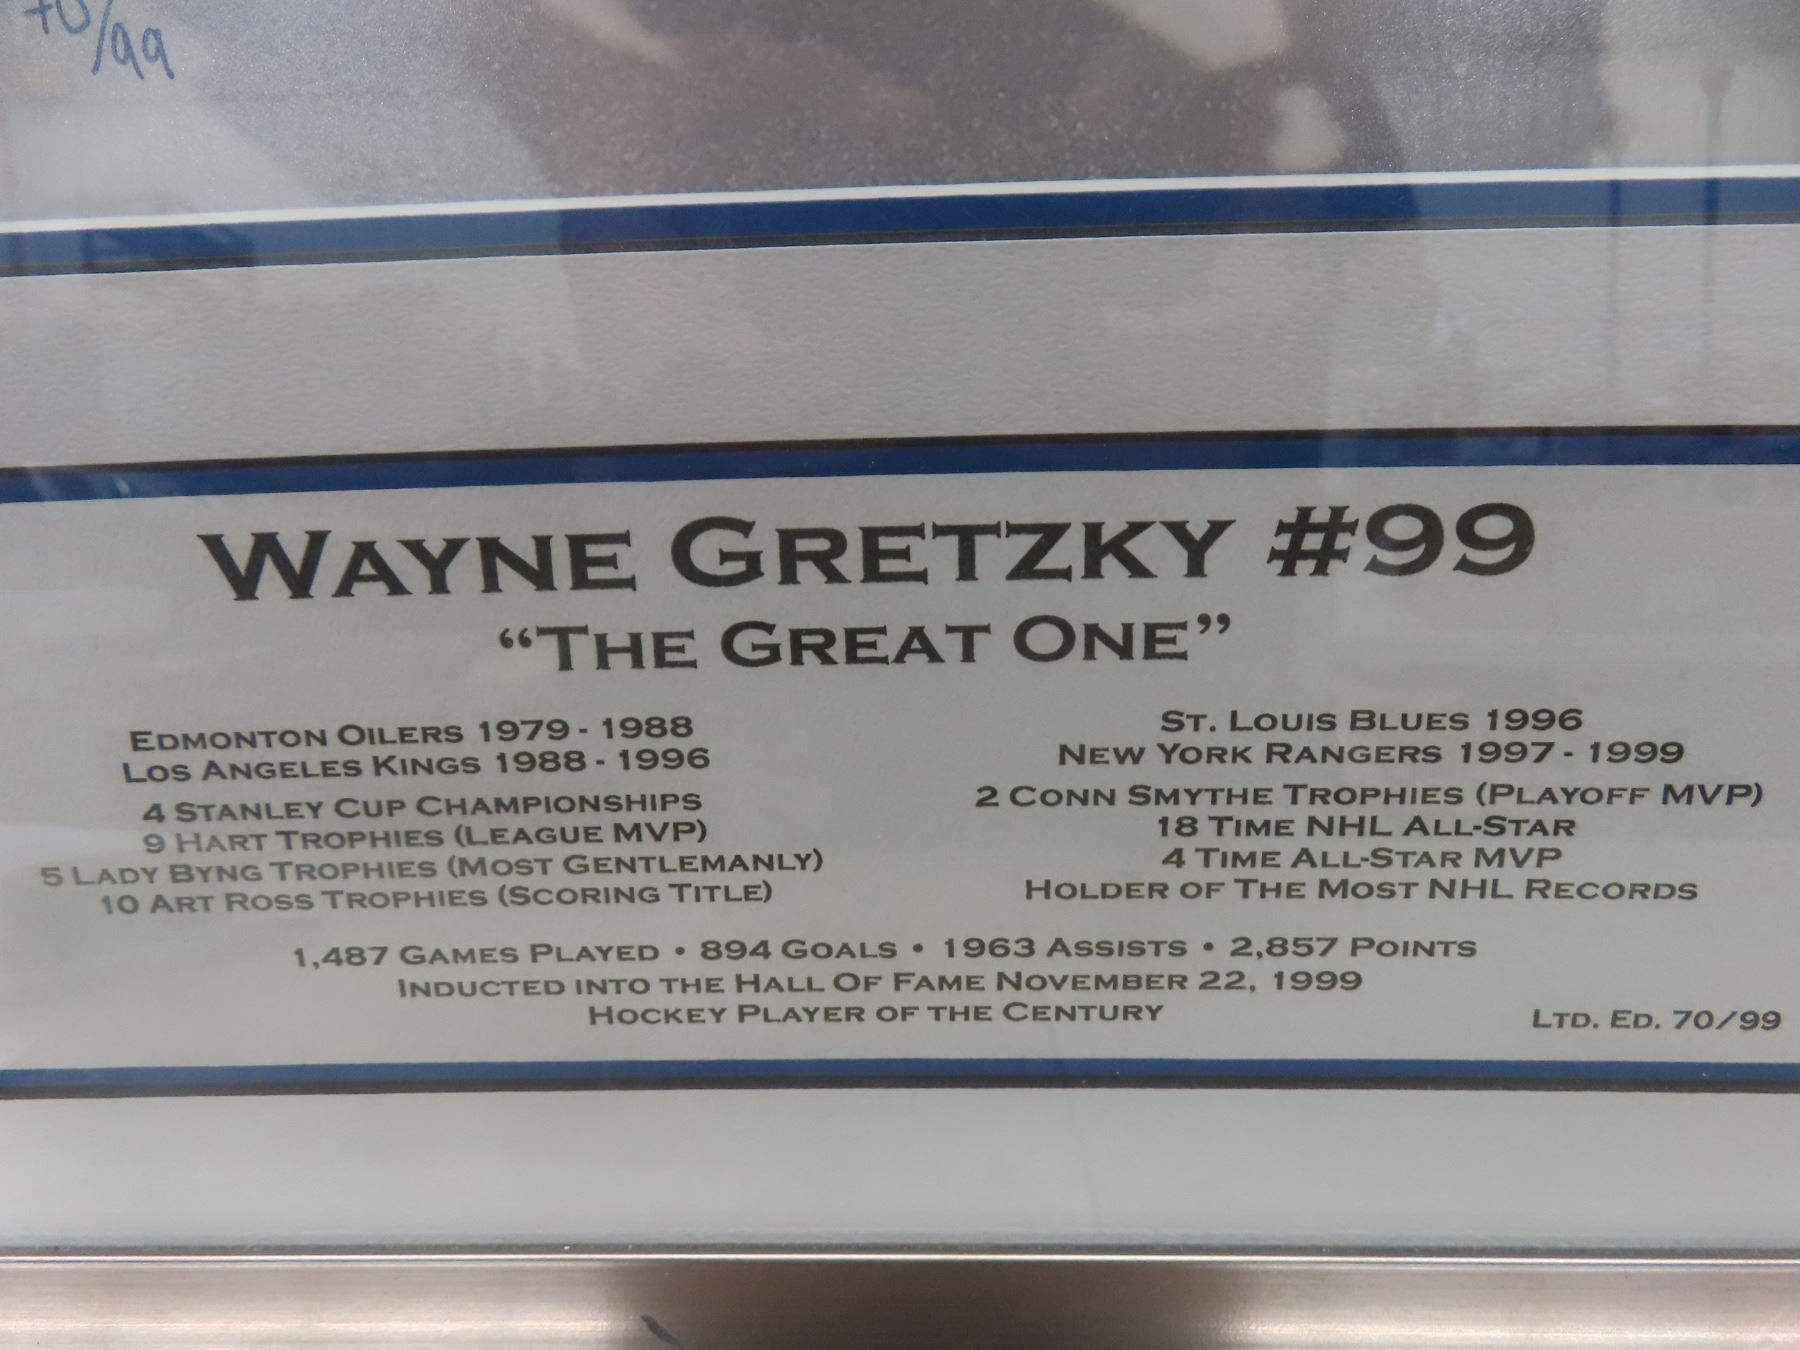 70/99
WAYNE GRETZKY #99
“THE GREAT ONE”
EDMONTON OILERS 1979 - 1988
LOS ANGELES KINGS 1988 - 1996
4 STANLEY CUP CHAMPIONSHIPS
9 HART TROPHIES (LEAGUE MVP)
5 LADY BYNG TROPHIES (MOST GENTLEMANLY)
10 ART ROSS TROPHIES (SCORING TITLE)
ST. LOUIS BLUES 1996
NEW YORK RANGERS 1997 - 1999
2 CONN SMYTHE TROPHIES (PLAYOFF MVP)
18 TIME NHL ALL-STAR
4 TIME ALL-STAR MVP
HOLDER OF THE MOST NHL RECORDS
1,487 GAMES PLAYED • 894 GOALS • 1963 ASSISTS • 2,857 POINTS
INDUCTED INTO THE HALL OF FAME NOVEMBER 22, 1999
HOCKEY PLAYER OF THE CENTURY
LTD. ED. 70/99